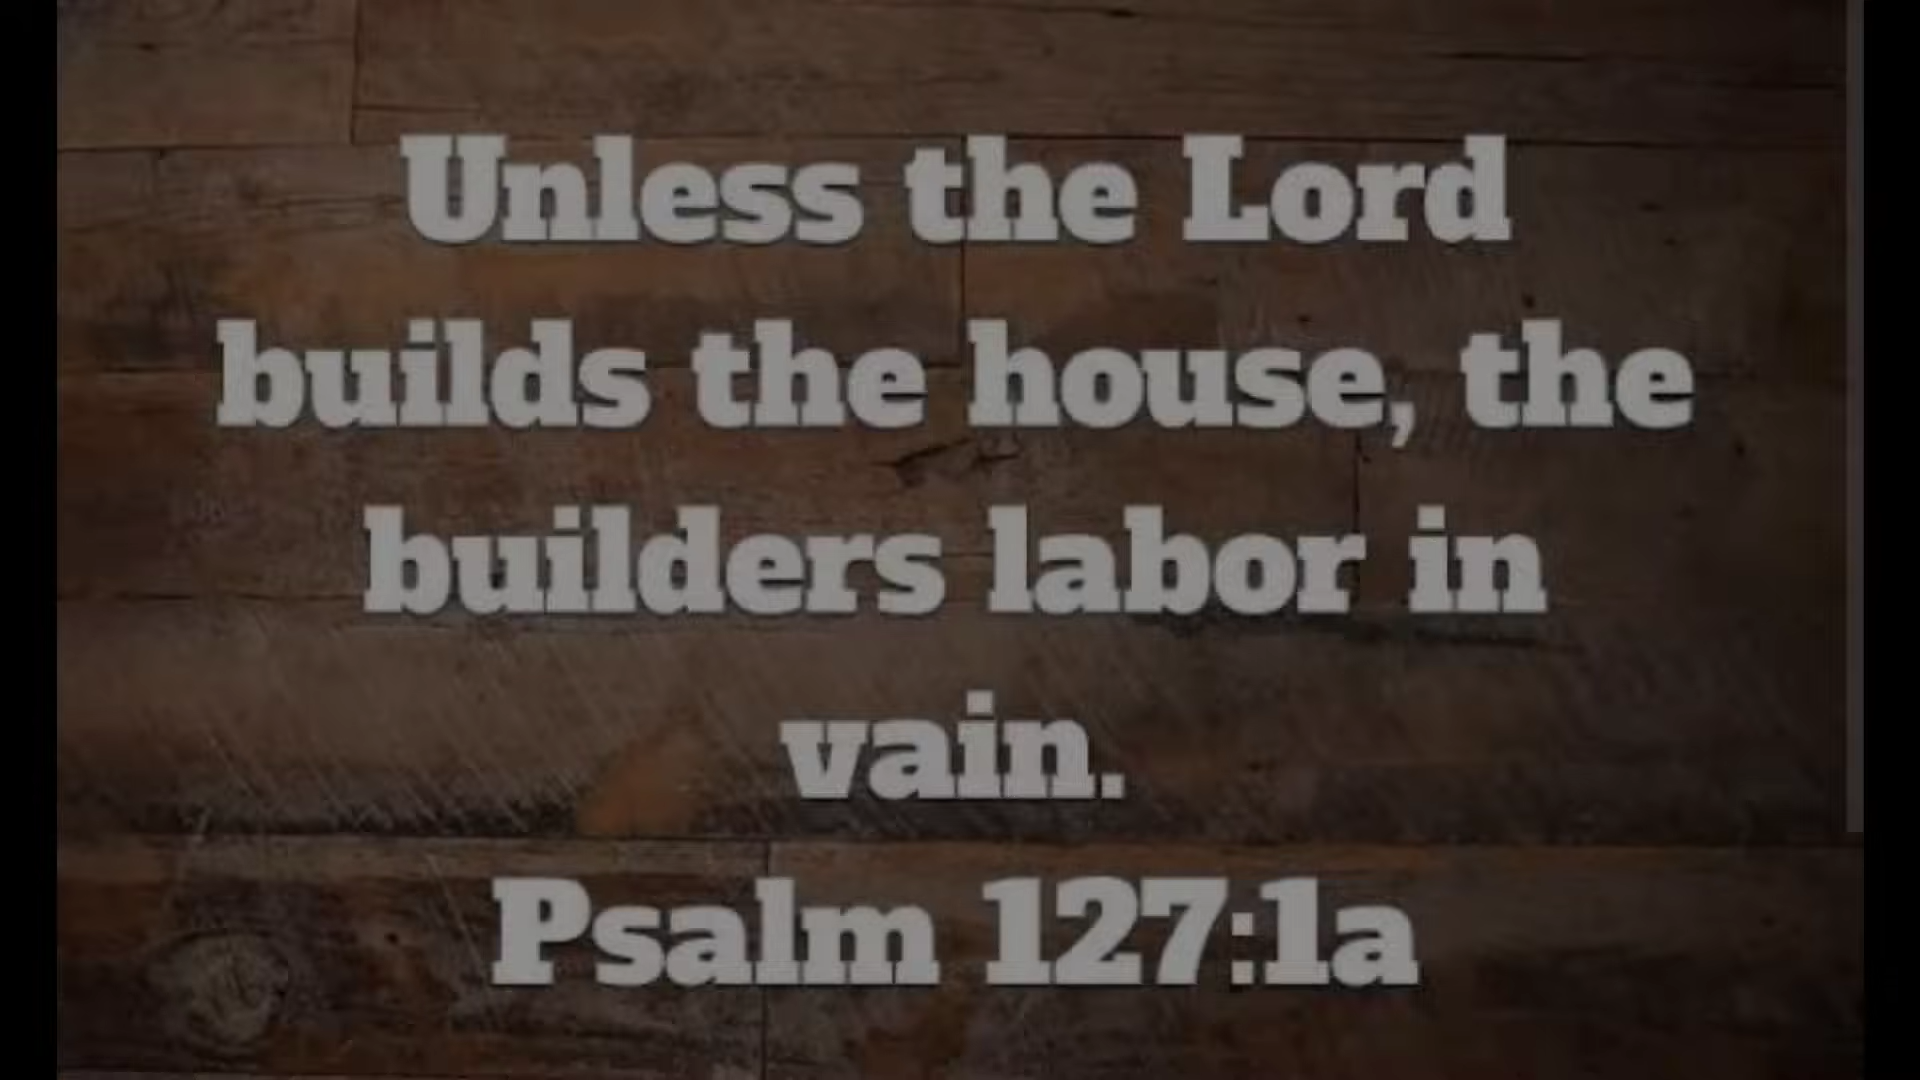 Unless the Lord
builds the house, the
builders labor in
vain.
Psalm 127:1a